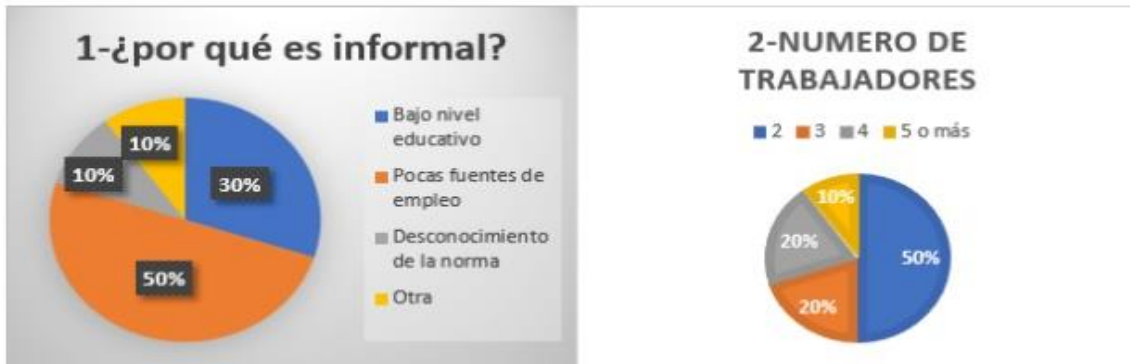 1-¿por qué es informal?
Bajo nivel
educativo
Pocas fuentes de
empleo
Desconocimiento
de la norma
Otra
10%
10%
30%
50%
2-NUMERO DE
TRABAJADORES
2 3 4 5 o más
10%
20%
50%
20%